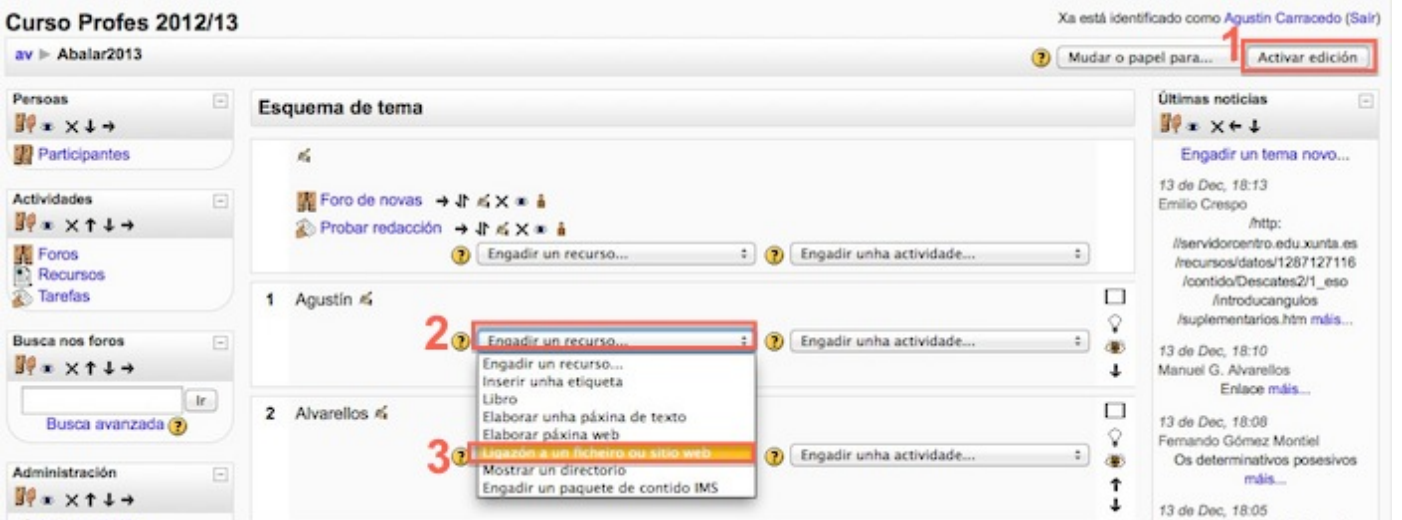 Curso Profes 2012/13
Xa está identificado como Agustín Carracedo (Saír)
av ► Abalar2013
Mudar o papel para...
1
Activar edición
Persoas
Participantes
Actividades
Foros
Recursos
Tarefas
Busca nos foros
Ir
Busca avanzada
Administración
Esquema de tema
Foro de novas
Probar redacción
Engadir un recurso...
Engadir unha actividade...
1 Agustín
2
Engadir un recurso...
Engadir unha actividade...
Engadir un recurso...
Inserir unha etiqueta
Libro
Elaborar unha páxina de texto
Elaborar páxina web
3
Ligazón a un ficheiro ou sitio web
Mostrar un directorio
Engadir un paquete de contido IMS
2 Alvarellos
Engadir unha actividade...
Últimas noticias
Engadir un tema novo...
13 de Dec, 18:13
Emilio Crespo
/http:
//servidorcentro.edu.xunta.es
/recursos/datos/1287127116
/contido/Descates2/1_eso
/introducangulos
/suplementarios.htm máis...
13 de Dec, 18:10
Manuel G. Alvarellos
Enlace máis...
13 de Dec, 18:08
Fernando Gómez Montiel
Os determinativos posesivos
máis...
13 de Dec, 18:05